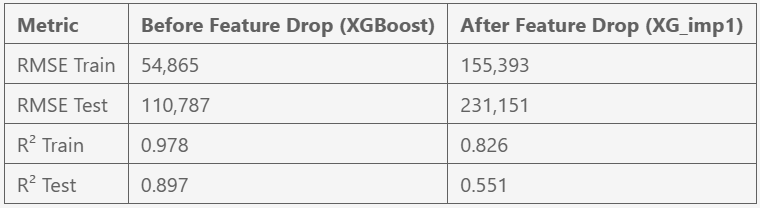 Metric Before Feature Drop (XGBoost) After Feature Drop (XG_imp1)
RMSE Train 54,865 155,393
RMSE Test 110,787 231,151
R² Train 0.978 0.826
R² Test 0.897 0.551